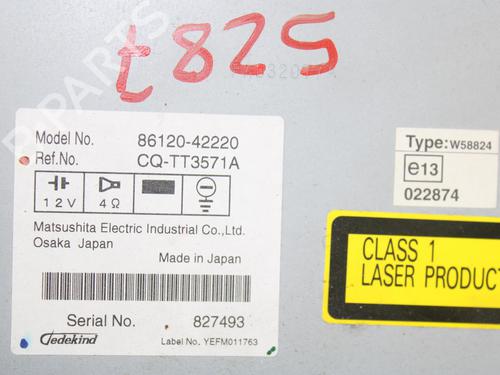 t825
Model No. 86120-42220
Ref.No. CQ-TT3571A
12V 4Ω
Matsushita Electric Industrial Co.,Ltd.
Osaka Japan
Made in Japan
Serial No. 827493
Gedekind
Label No. YEFM011763
Type: W58824
e13
022874
CLASS 1
LASER PRODUCT